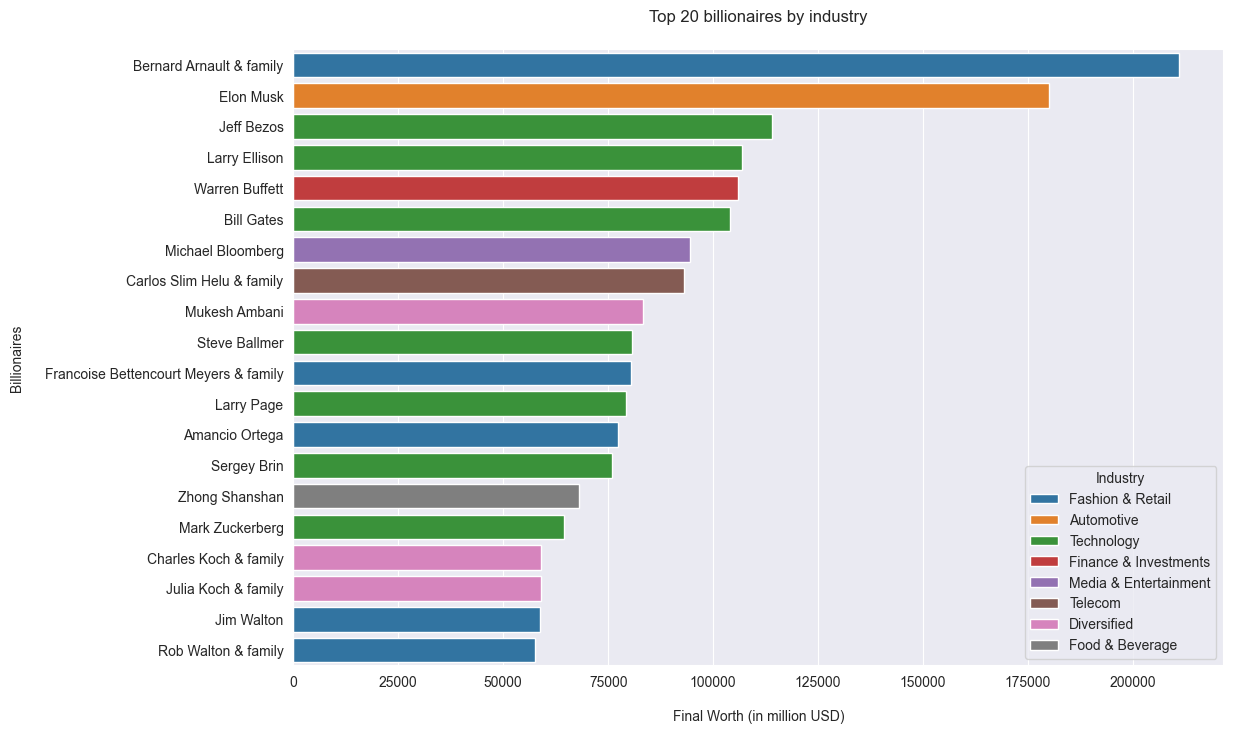 Top 20 billionaires by industry
Billionaires
Bernard Arnault & family
Elon Musk
Jeff Bezos
Larry Ellison
Warren Buffett
Bill Gates
Michael Bloomberg
Carlos Slim Helu & family
Mukesh Ambani
Steve Ballmer
Francoise Bettencourt Meyers & family
Larry Page
Amancio Ortega
Sergey Brin
Zhong Shanshan
Mark Zuckerberg
Charles Koch & family
Julia Koch & family
Jim Walton
Rob Walton & family
Industry
Fashion & Retail
Automotive
Technology
Finance & Investments
Media & Entertainment
Telecom
Diversified
Food & Beverage
0 25000 50000 75000 100000 125000 150000 175000 200000
Final Worth (in million USD)